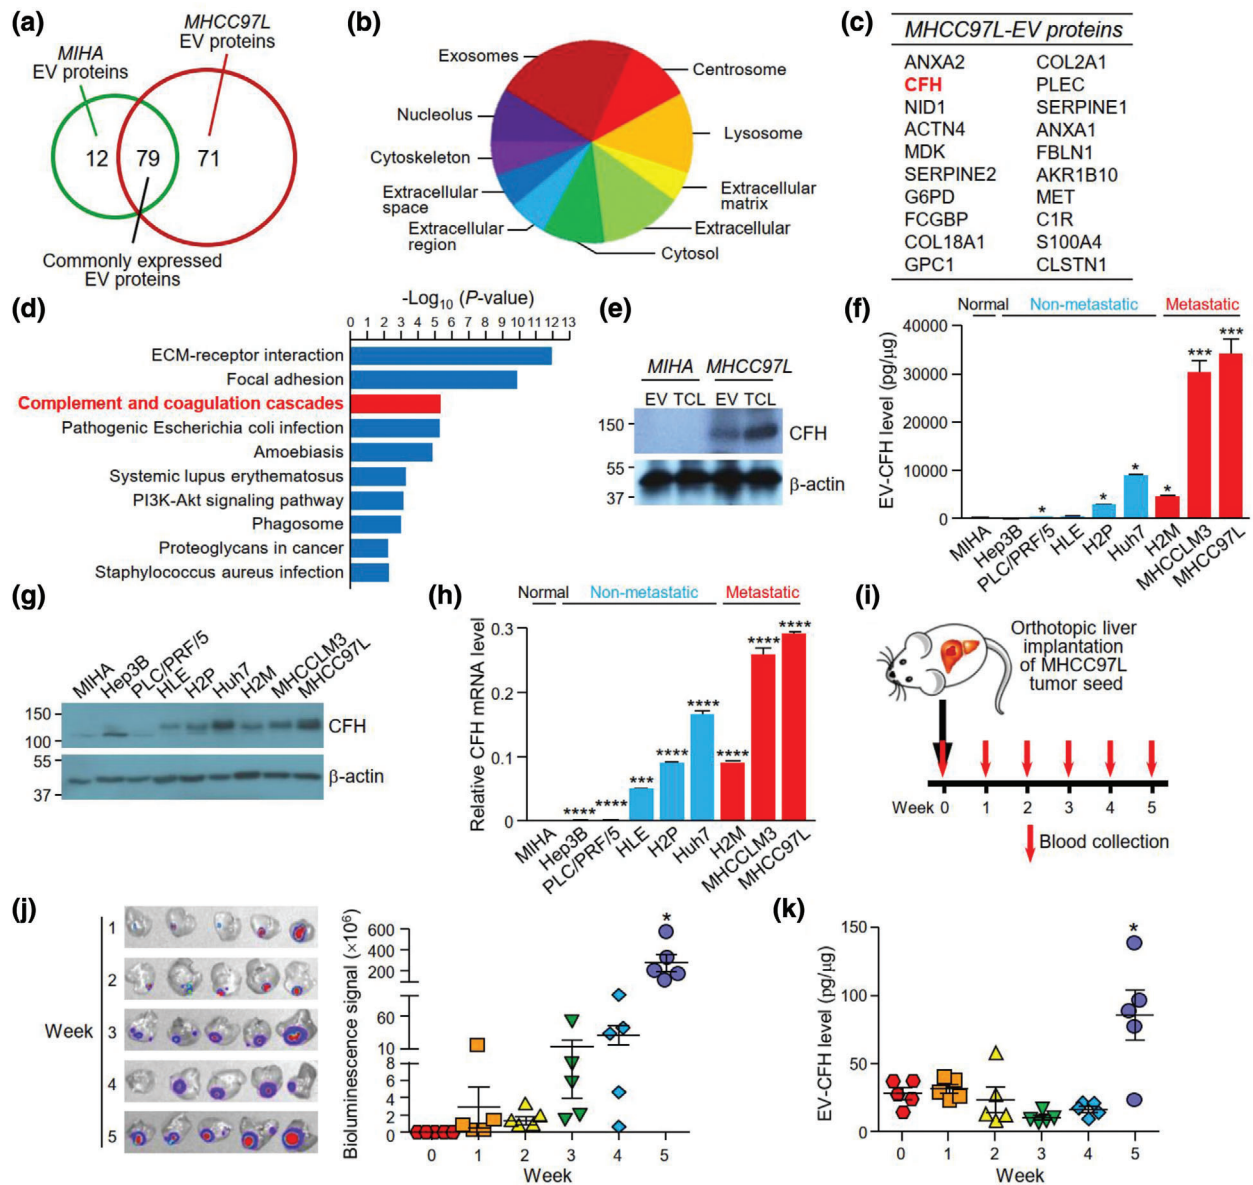 (a)
MIHA
EV proteins
MHCC97L
EV proteins
12
79
71
Commonly expressed
EV proteins
(b)
Exosomes
Centrosome
Nucleolus
Lysosome
Cytoskeleton
Extracellular
space
Extracellular
matrix
Extracellular
region
Extracellular
Cytosol
(c)
MHCC97L-EV proteins
ANXA2 COL2A1
CFH PLEC
NID1 SERPINE1
ACTN4 ANXA1
MDK FBLN1
SERPINE2 AKR1B10
G6PD MET
FCGBP C1R
COL18A1 S100A4
GPC1 CLSTN1
(d)
-Log10 (P-value)
0 1 2 3 4 5 6 7 8 9 10 11 12 13
ECM-receptor interaction
Focal adhesion
Complement and coagulation cascades
Pathogenic Escherichia coli infection
Amoebiasis
Systemic lupus erythematosus
PI3K-Akt signaling pathway
Phagosome
Proteoglycans in cancer
Staphylococcus aureus infection
(e)
MIHA MHCC97L
EV TCL EV TCL
150
CFH
55
β-actin
37
(f)
Normal Non-metastatic Metastatic
EV-CFH level (pg/µg)
40000
30000
20000
10000
0
* * * * *** ***
MIHA Hep3B PLC/PRF/5 HLE H2P Huh7 H2M MHCCLM3 MHCC97L
(g)
MIHA Hep3B PLC/PRF/5 HLE H2P Huh7 H2M MHCCLM3 MHCC97L
150
CFH
100
55
β-actin
37
(h)
Normal Non-metastatic Metastatic
Relative CFH mRNA level
0.3
0.2
0.1
0
**** **** *** **** **** **** **** ****
MIHA Hep3B PLC/PRF/5 HLE H2P Huh7 H2M MHCCLM3 MHCC97L
(i)
Orthotopic liver
implantation
of MHCC97L
tumor seed
Week 0 1 2 3 4 5
Blood collection
(j)
Week
1
2
3
4
5
Bioluminescence signal (×10⁶)
600
400
200
60
10
8
6
4
2
0
*
0 1 2 3 4 5
Week
(k)
EV-CFH level (pg/µg)
150
100
50
0
*
0 1 2 3 4 5
Week